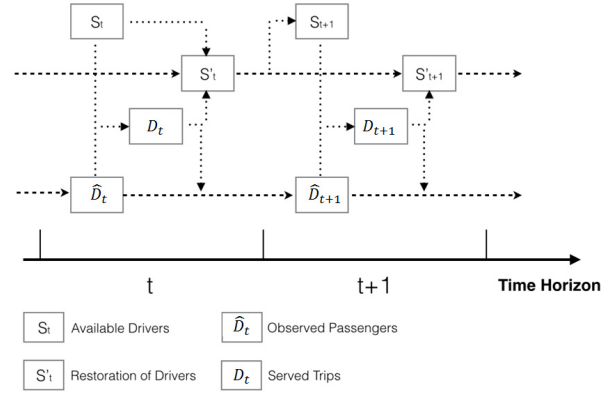 Sₜ
Sₜ₊₁
S'ₜ
S'ₜ₊₁
Dₜ
Dₜ₊₁
D̂ₜ
D̂ₜ₊₁
t
t+1
Time Horizon
Sₜ Available Drivers
D̂ₜ Observed Passengers
S'ₜ Restoration of Drivers
Dₜ Served Trips